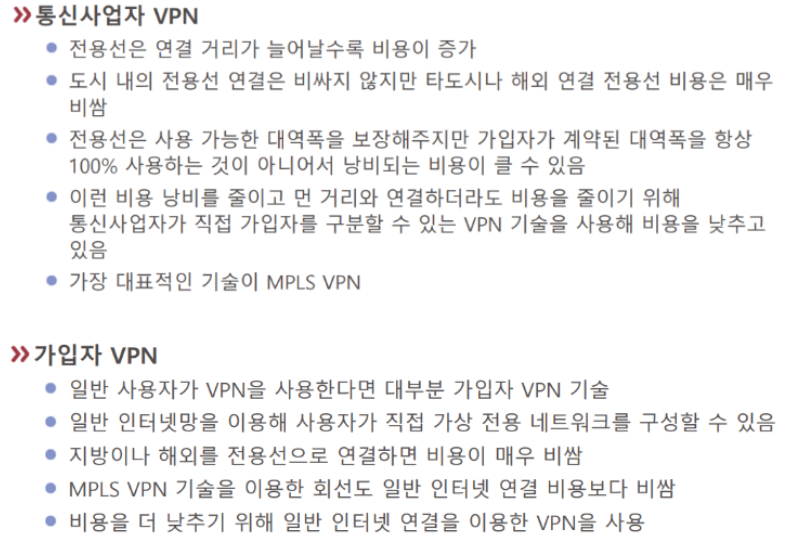 »통신사업자 VPN
● 전용선은 연결 거리가 늘어날수록 비용이 증가
● 도시 내의 전용선 연결은 비싸지 않지만 타도시나 해외 연결 전용선 비용은 매우
비쌈
● 전용선은 사용 가능한 대역폭을 보장해주지만 가입자가 계약된 대역폭을 항상
100% 사용하는 것이 아니어서 낭비되는 비용이 클 수 있음
● 이런 비용 낭비를 줄이고 먼 거리와 연결하더라도 비용을 줄이기 위해
통신사업자가 직접 가입자를 구분할 수 있는 VPN 기술을 사용해 비용을 낮추고
있음
● 가장 대표적인 기술이 MPLS VPN
»가입자 VPN
● 일반 사용자가 VPN을 사용한다면 대부분 가입자 VPN 기술
● 일반 인터넷망을 이용해 사용자가 직접 가상 전용 네트워크를 구성할 수 있음
● 지방이나 해외를 전용선으로 연결하면 비용이 매우 비쌈
● MPLS VPN 기술을 이용한 회선도 일반 인터넷 연결 비용보다 비쌈
● 비용을 더 낮추기 위해 일반 인터넷 연결을 이용한 VPN을 사용